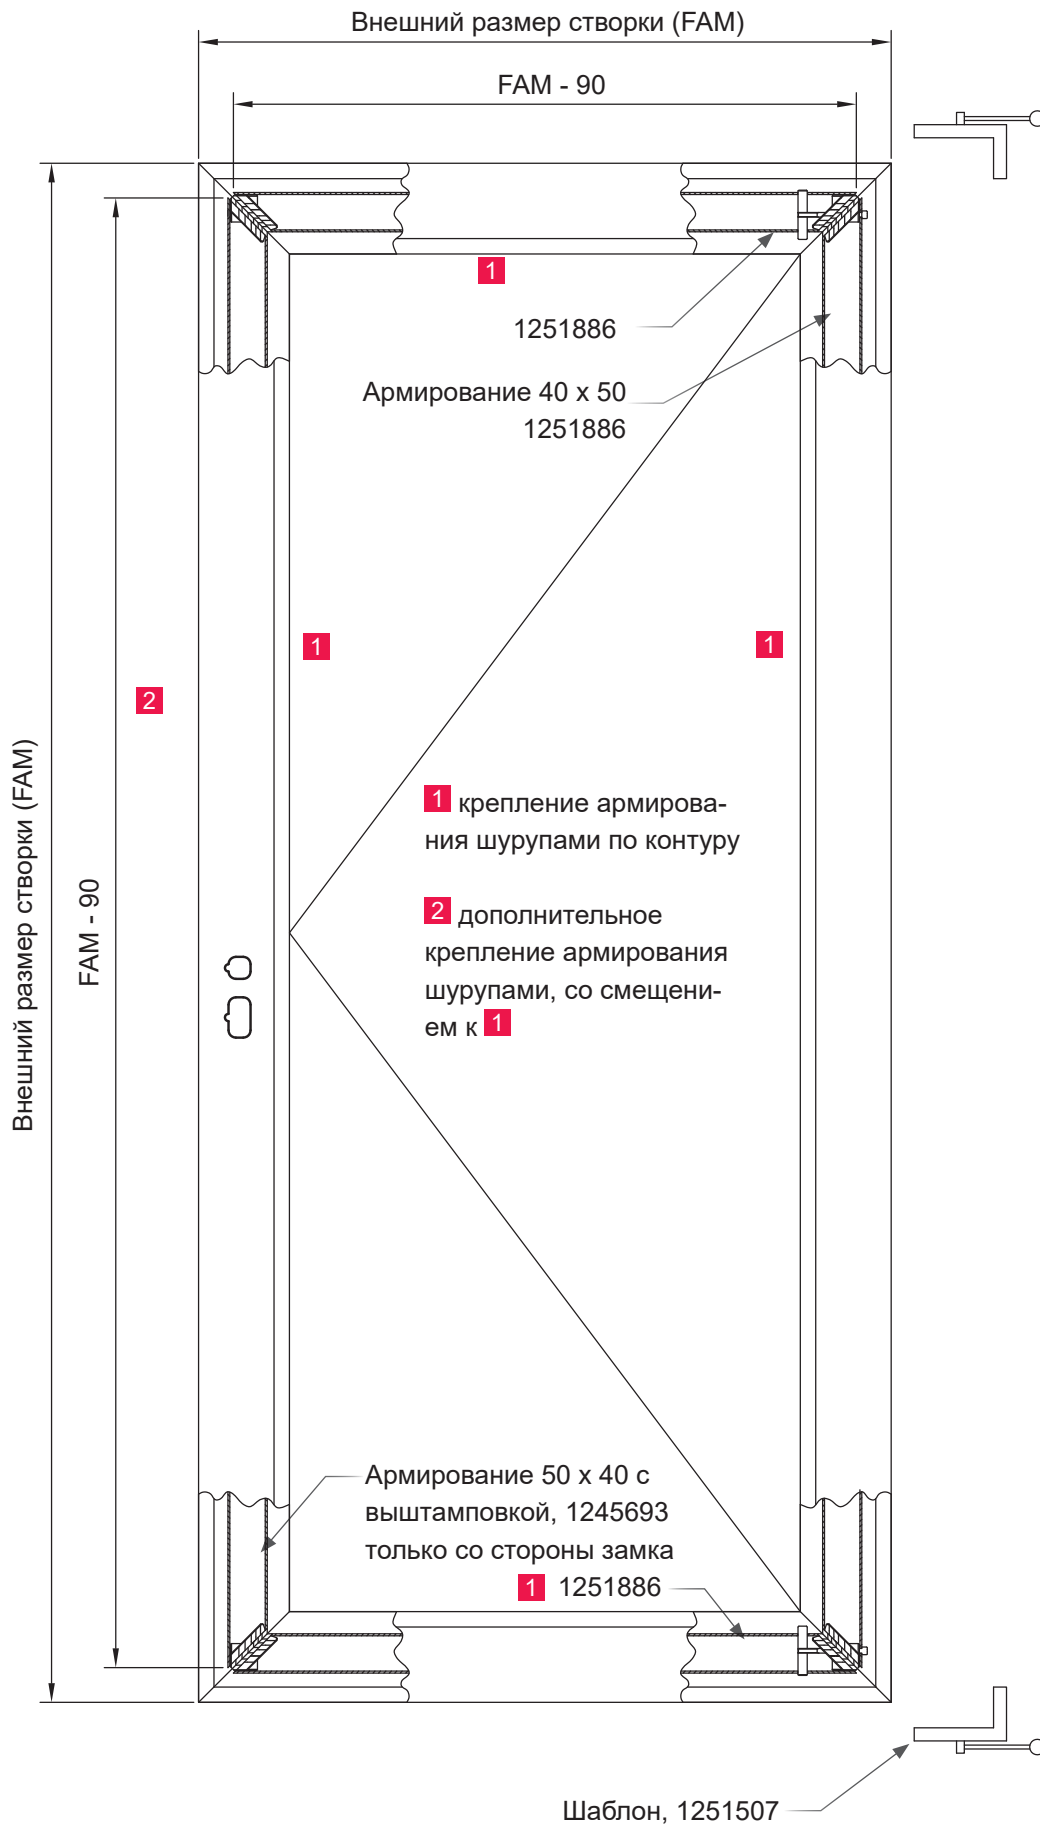 Внешний размер створки (FAM)
FAM - 90
1
1251886
Армирование 40 x 50
1251886
1
1
2
Внешний размер створки (FAM)
FAM - 90
1 крепление армирова-
ния шурупами по контуру
2 дополнительное
крепление армирования
шурупами, со смещени-
ем к 1
Армирование 50 x 40 с
выштамповкой, 1245693
только со стороны замка
1 1251886
Шаблон, 1251507